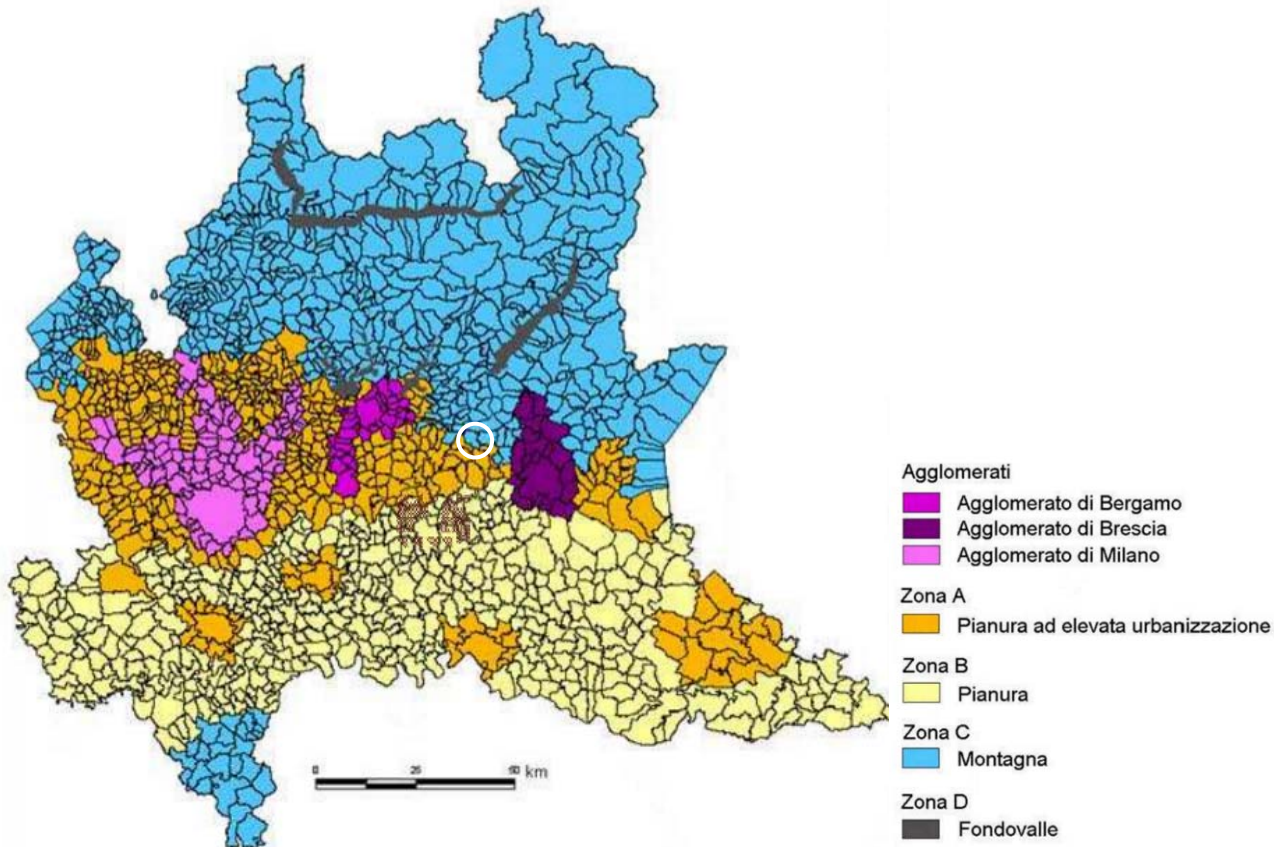 Agglomerati
Agglomerato di Bergamo
Agglomerato di Brescia
Agglomerato di Milano
Zona A
Pianura ad elevata urbanizzazione
Zona B
Pianura
Zona C
Montagna
Zona D
Fondovalle
0 25 50 km